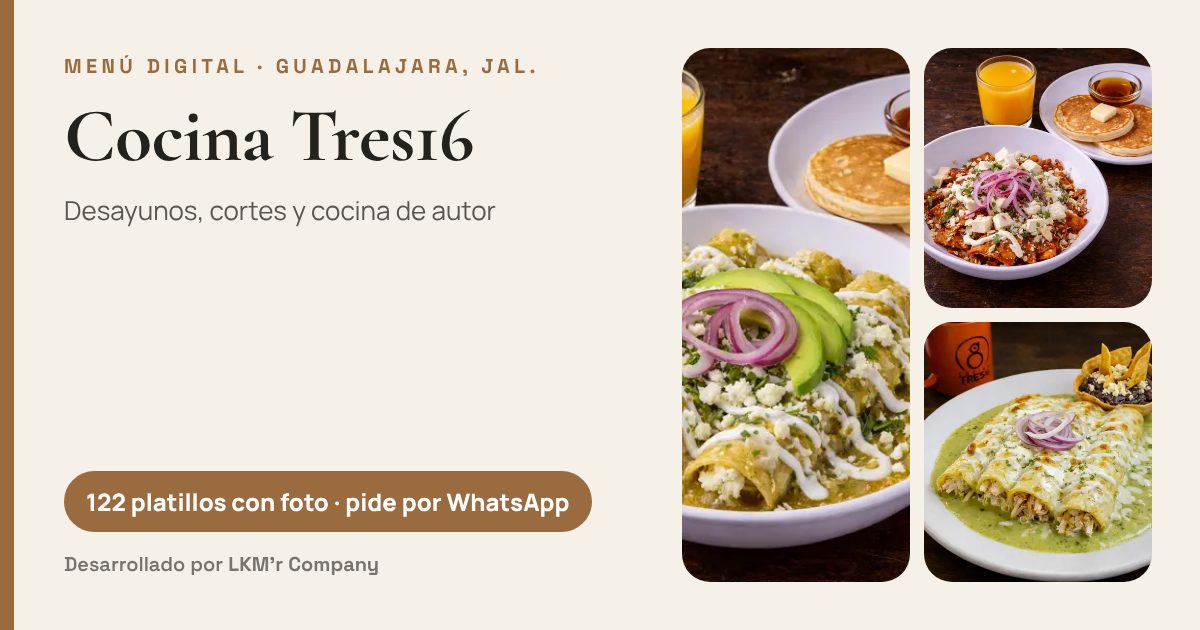 MENÚ DIGITAL · GUADALAJARA, JAL.
Cocina Tres16
Desayunos, cortes y cocina de autor
122 platillos con foto · pide por WhatsApp
Desarrollado por LKM'r Company